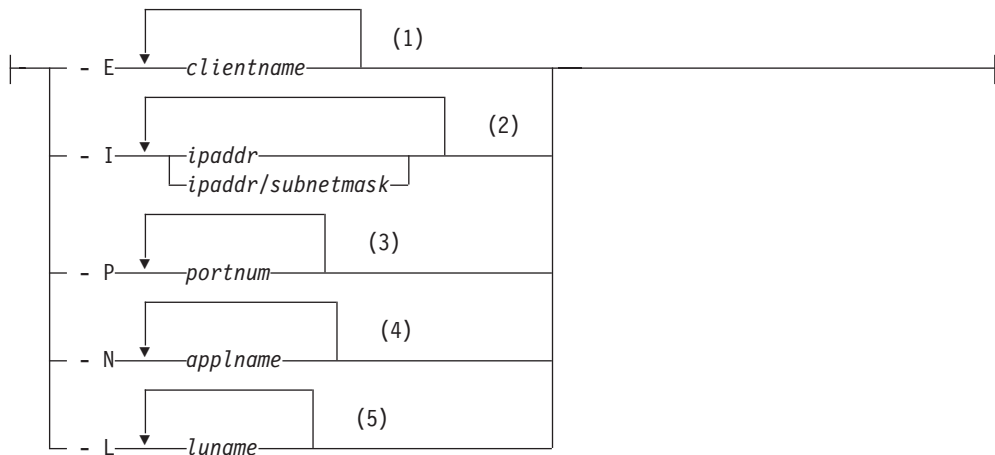 (1)
- E clientname
(2)
- I ipaddr
ipaddr/subnetmask
(3)
- P portnum
(4)
- N applname
(5)
- L luname